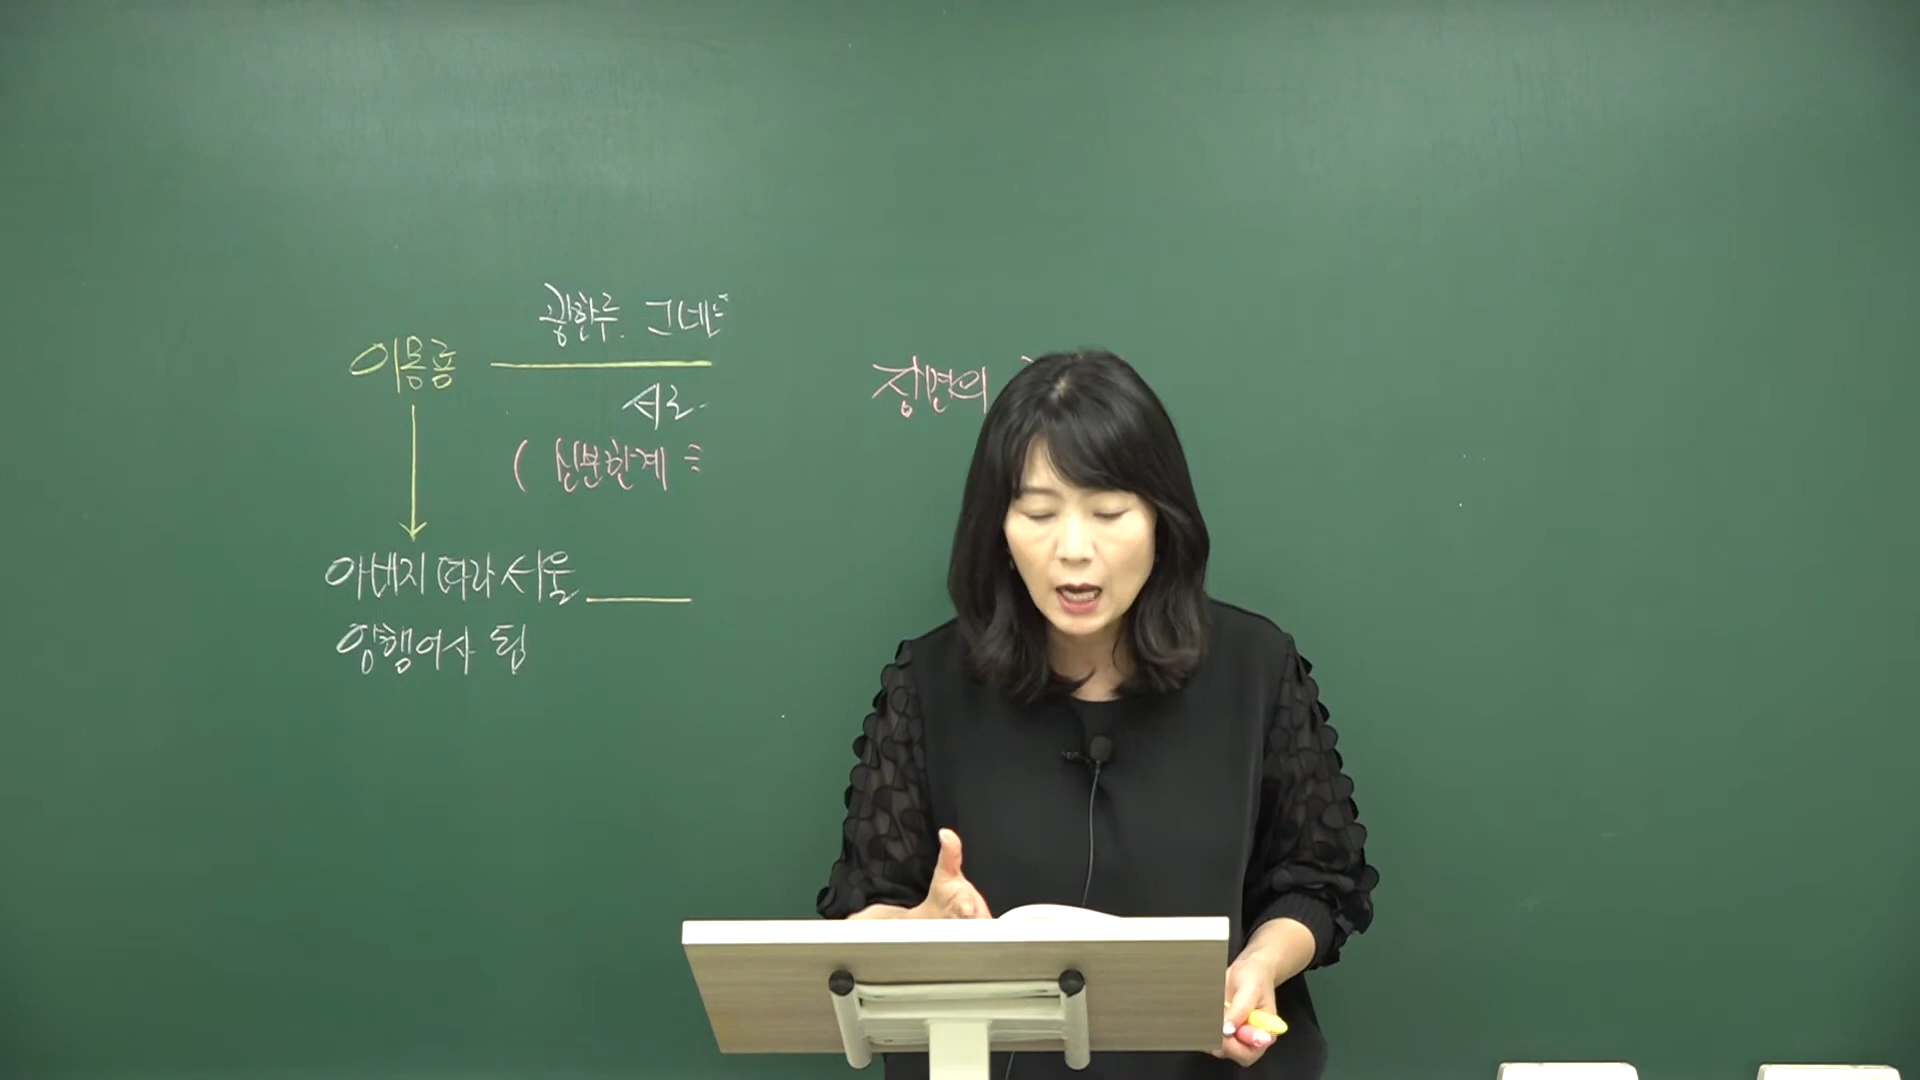 광한루. 그네
이몽룡
서로
장면의
( 신분한계
아버지 따라 서울
암행어사 됨